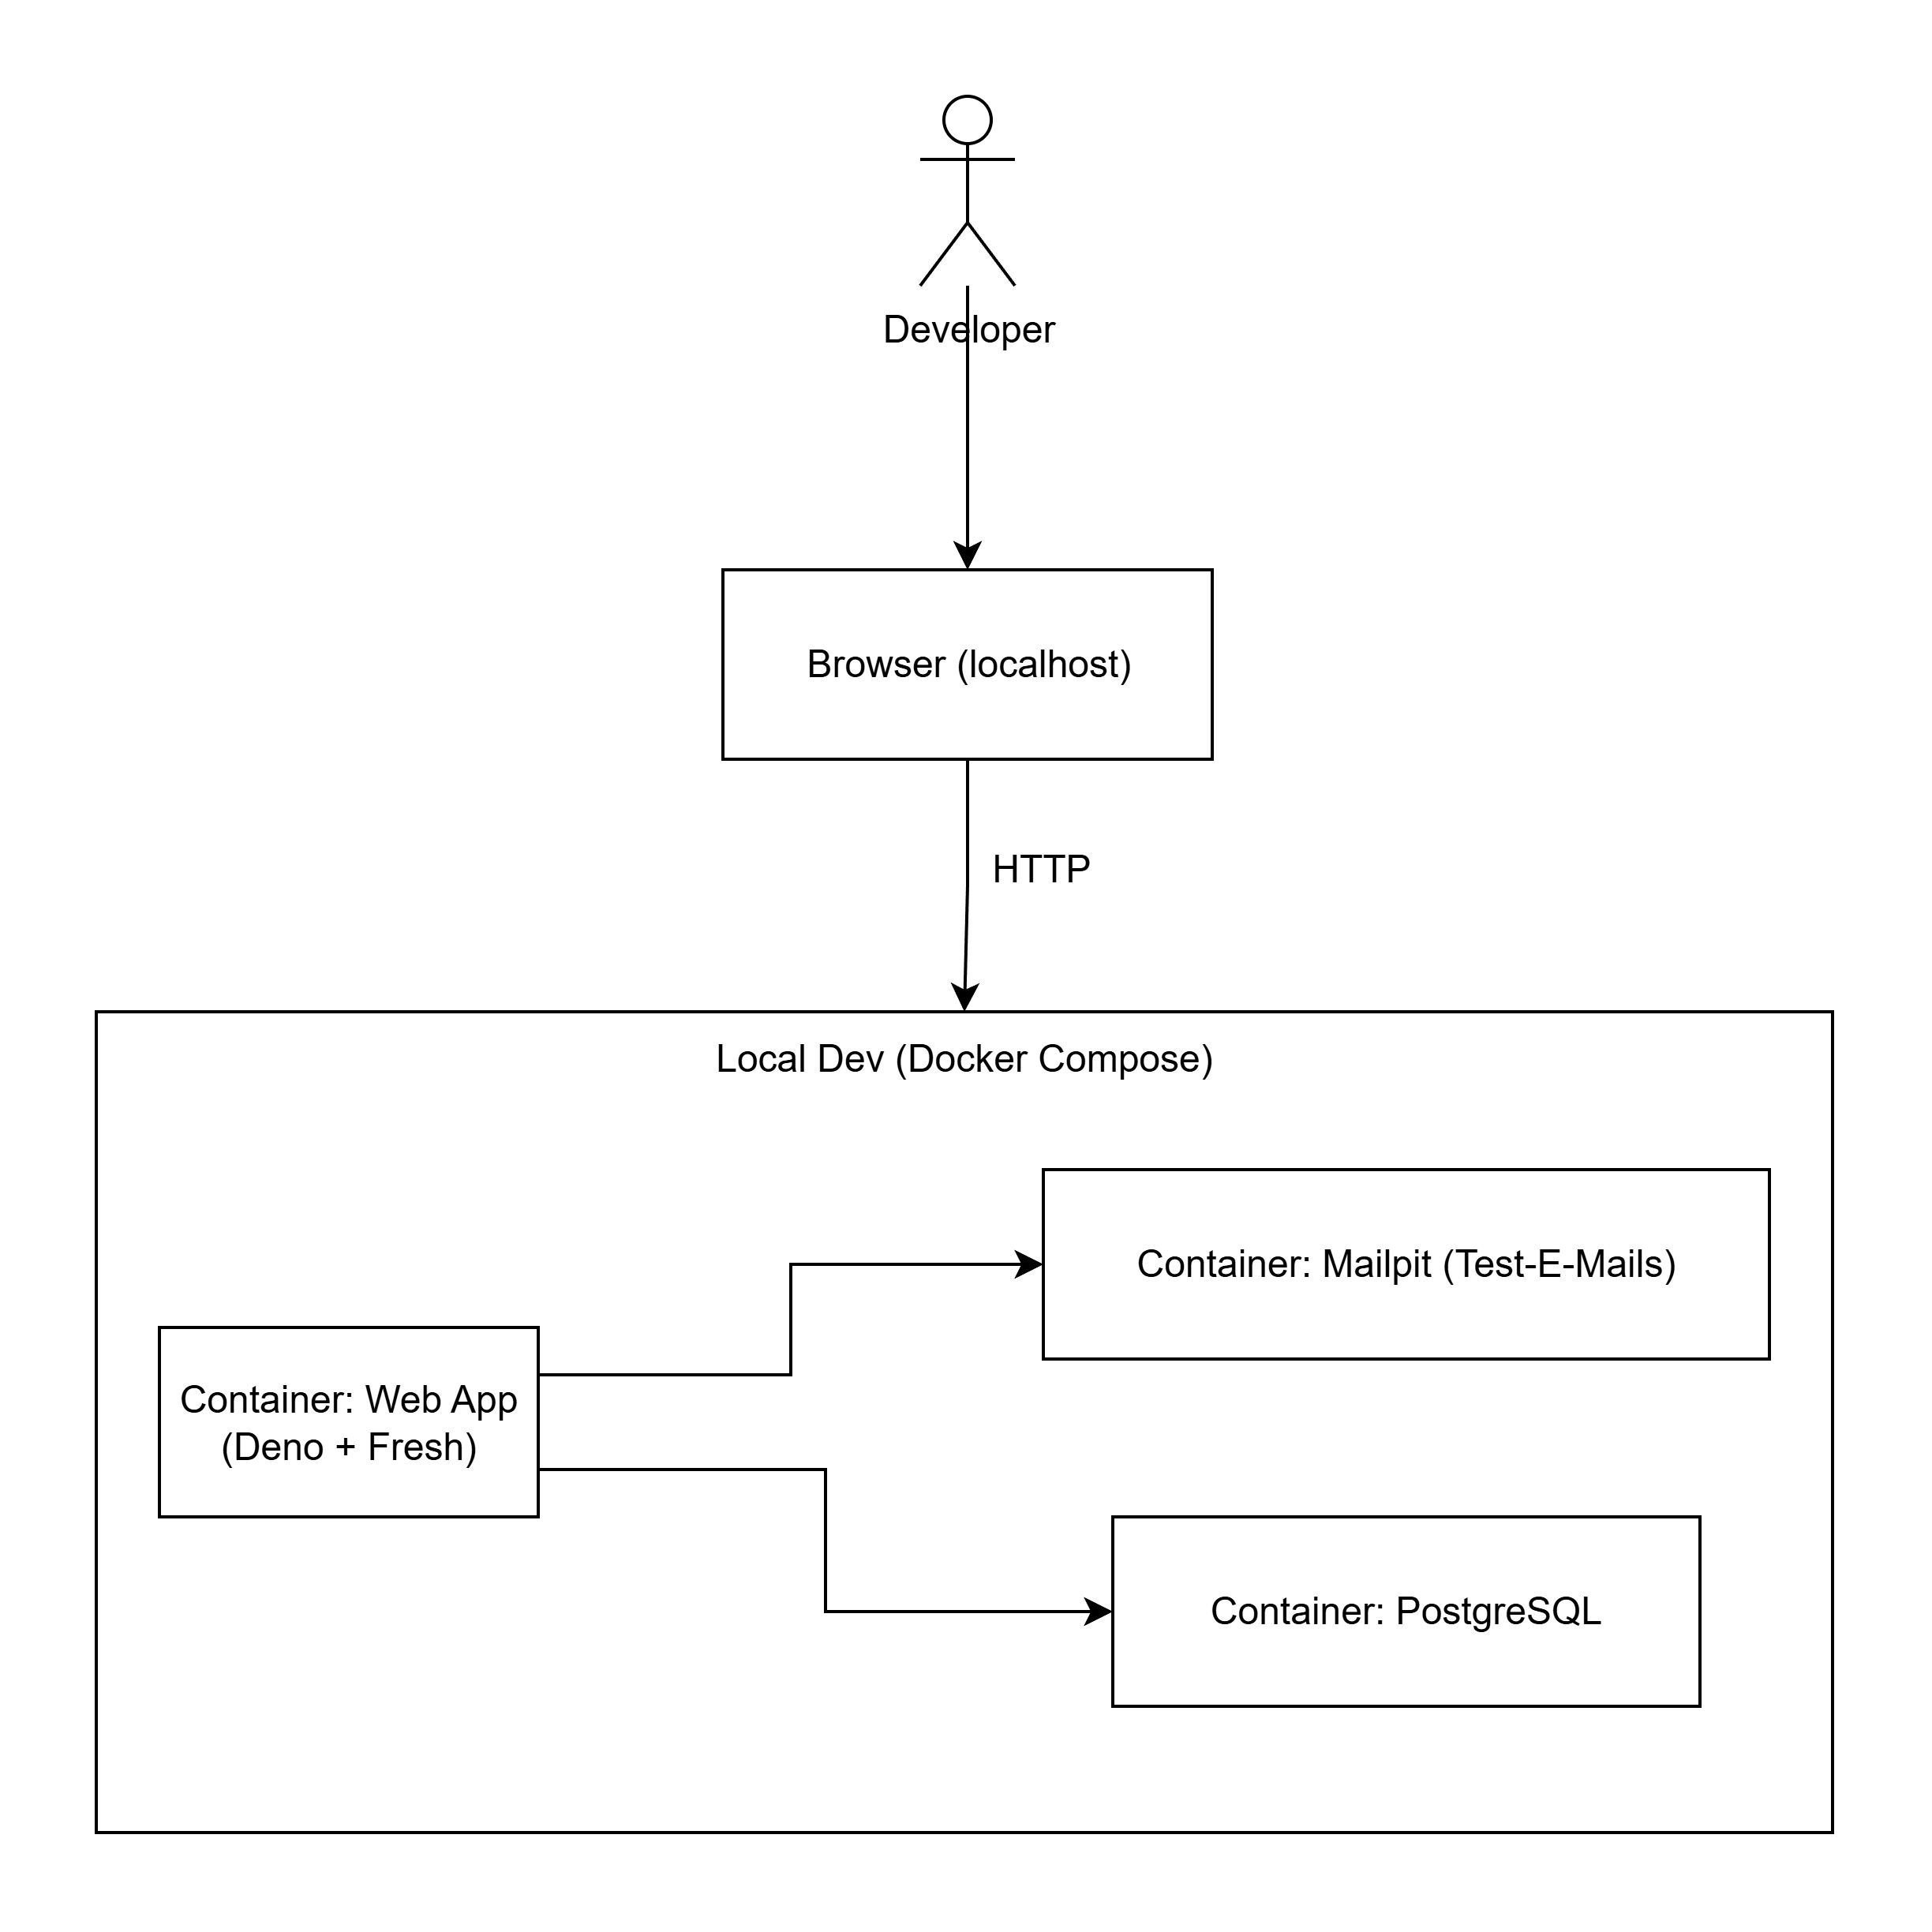 Developer
Browser (localhost)
HTTP
Local Dev (Docker Compose)
Container: Mailpit (Test-E-Mails)
Container: Web App
(Deno + Fresh)
Container: PostgreSQL